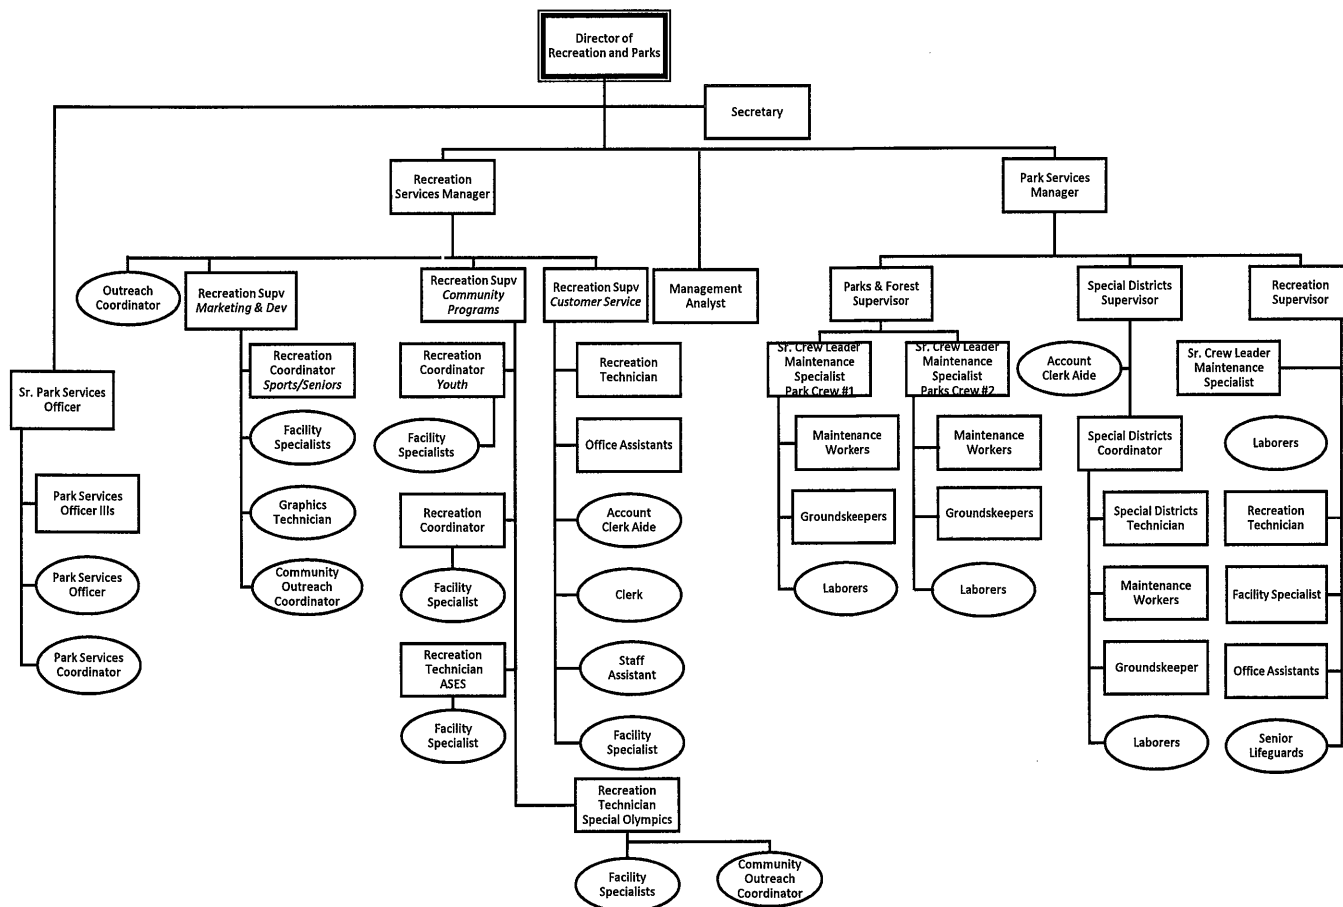 Director of
Recreation and Parks
Secretary
Recreation
Services Manager
Park Services
Manager
Outreach
Coordinator
Recreation Supv
Marketing & Dev
Recreation Supv
Community
Programs
Recreation Supv
Customer Service
Management
Analyst
Parks & Forest
Supervisor
Special Districts
Supervisor
Recreation
Supervisor
Sr. Park Services
Officer
Park Services
Officer IIIs
Park Services
Officer
Park Services
Coordinator
Recreation
Coordinator
Sports/Seniors
Facility
Specialists
Graphics
Technician
Community
Outreach
Coordinator
Recreation
Coordinator
Youth
Facility
Specialists
Recreation
Coordinator
Facility
Specialist
Recreation
Technician
ASES
Facility
Specialist
Recreation
Technician
Office Assistants
Account
Clerk Aide
Clerk
Staff
Assistant
Facility
Specialist
Recreation
Technician
Special Olympics
Facility
Specialists
Community
Outreach
Coordinator
Sr. Crew Leader
Maintenance
Specialist
Park Crew #1
Maintenance
Workers
Groundskeepers
Laborers
Sr. Crew Leader
Maintenance
Specialist
Parks Crew #2
Maintenance
Workers
Groundskeepers
Laborers
Account
Clerk Aide
Special Districts
Coordinator
Special Districts
Technician
Maintenance
Workers
Groundskeeper
Laborers
Sr. Crew Leader
Maintenance
Specialist
Laborers
Recreation
Technician
Facility Specialist
Office Assistants
Senior
Lifeguards